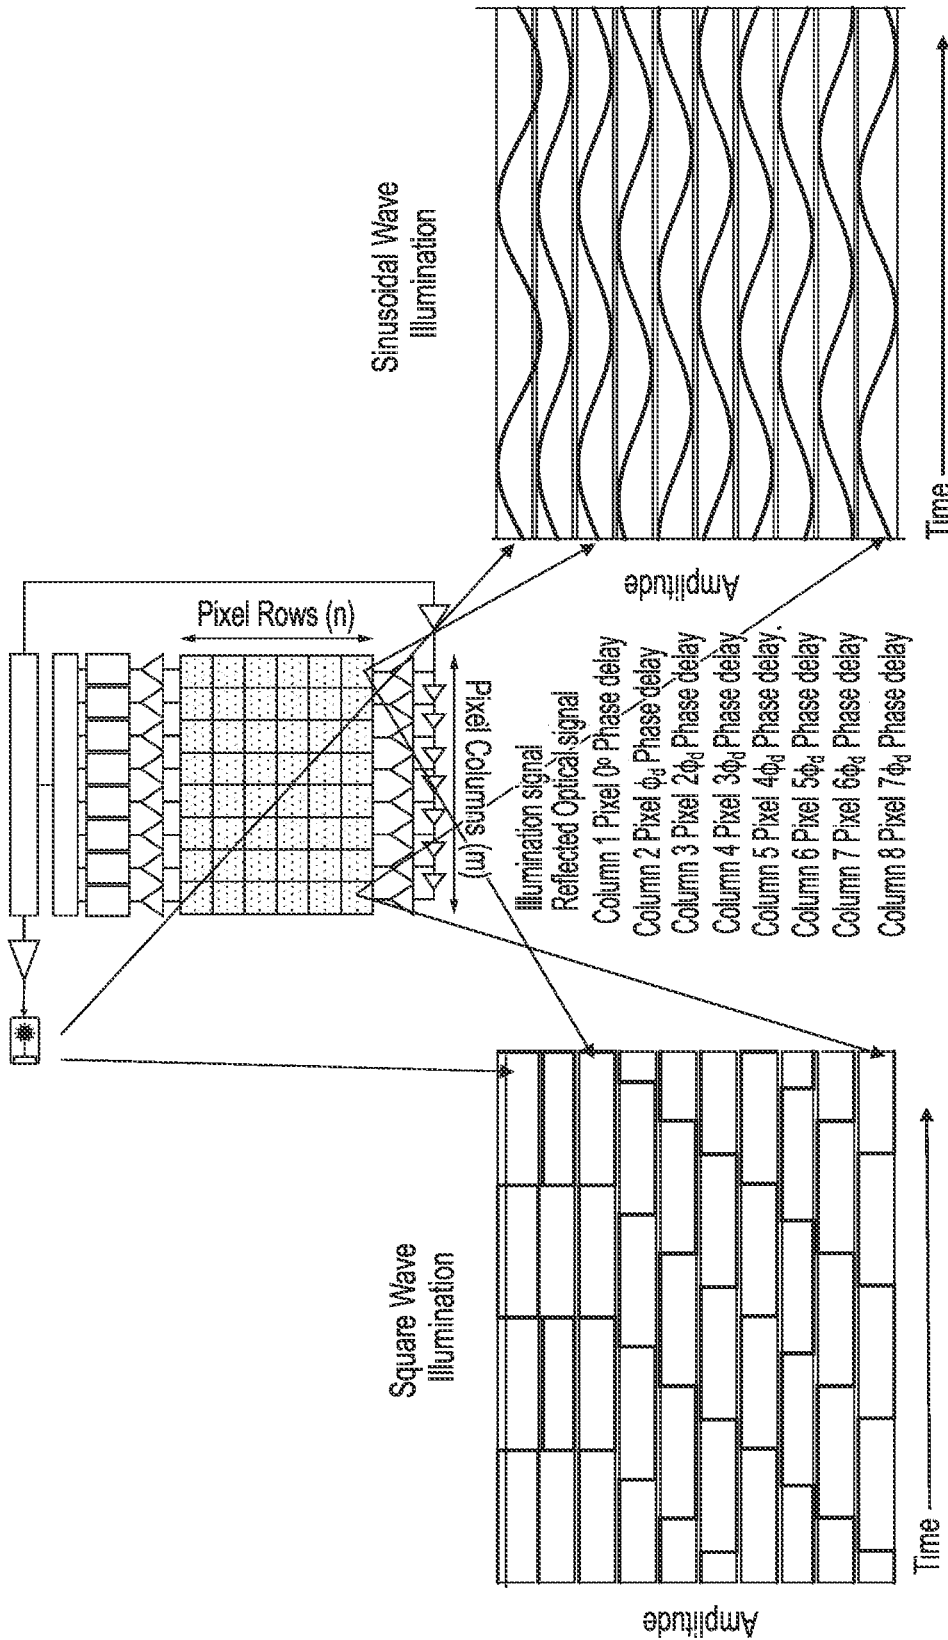 Square Wave
Illumination
Sinusoidal Wave
Illumination
Pixel Rows (n)
Pixel Columns (m)
Illumination signal
Reflected Optical signal
Column 1 Pixel 0º Phase delay
Column 2 Pixel ϕd Phase delay
Column 3 Pixel 2ϕd Phase delay
Column 4 Pixel 3ϕd Phase delay
Column 5 Pixel 4ϕd Phase delay
Column 6 Pixel 5ϕd Phase delay
Column 7 Pixel 6ϕd Phase delay
Column 8 Pixel 7ϕd Phase delay
Amplitude
Time
Amplitude
Time